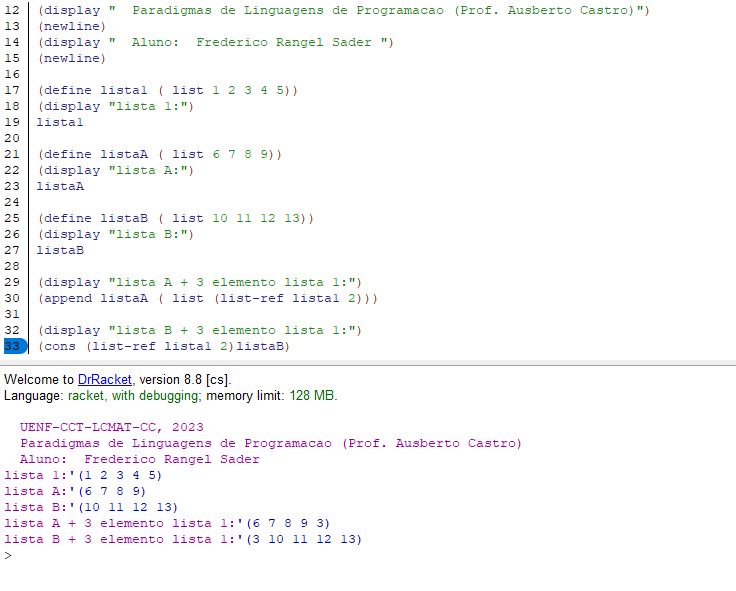 12 (display "  Paradigmas de Linguagens de Programacao (Prof. Ausberto Castro)")
13 (newline)
14 (display "  Aluno:  Frederico Rangel Sader ")
15 (newline)
16
17 (define lista1 ( list 1 2 3 4 5))
18 (display "lista 1:")
19 lista1
20
21 (define listaA ( list 6 7 8 9))
22 (display "lista A:")
23 listaA
24
25 (define listaB ( list 10 11 12 13))
26 (display "lista B:")
27 listaB
28
29 (display "lista A + 3 elemento lista 1:")
30 (append listaA ( list (list-ref lista1 2)))
31
32 (display "lista B + 3 elemento lista 1:")
33 (cons (list-ref lista1 2)listaB)
Welcome to DrRacket, version 8.8 [cs].
Language: racket, with debugging; memory limit: 128 MB.
  UENF-CCT-LCMAT-CC, 2023
  Paradigmas de Linguagens de Programacao (Prof. Ausberto Castro)
  Aluno:  Frederico Rangel Sader
lista 1:'(1 2 3 4 5)
lista A:'(6 7 8 9)
lista B:'(10 11 12 13)
lista A + 3 elemento lista 1:'(6 7 8 9 3)
lista B + 3 elemento lista 1:'(3 10 11 12 13)
>